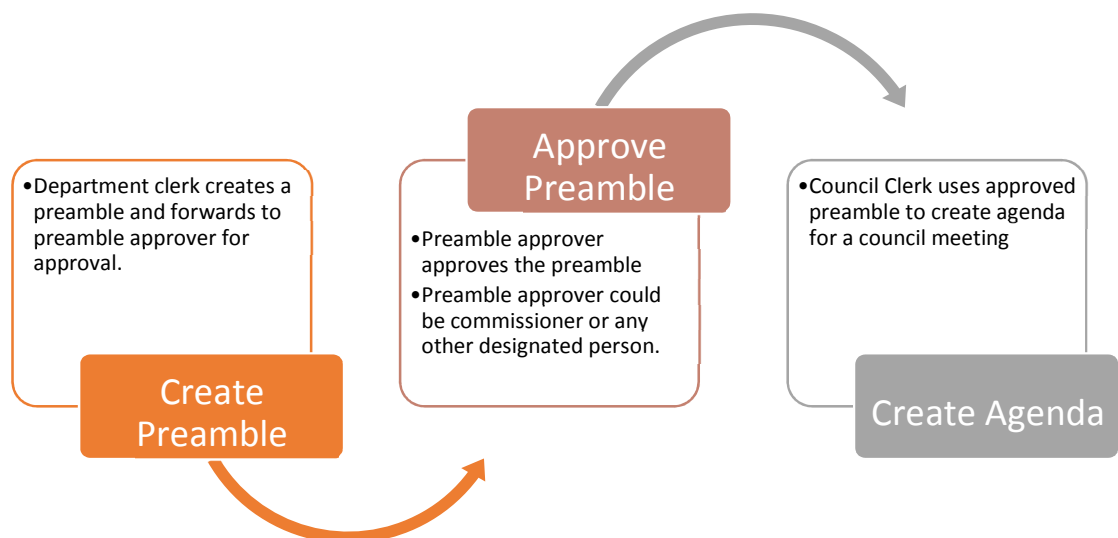 •Department clerk creates a
preamble and forwards to
preamble approver for
approval.
Create
Preamble
Approve
Preamble
•Preamble approver
approves the preamble
•Preamble approver could
be commissioner or any
other designated person.
•Council Clerk uses approved
preamble to create agenda
for a council meeting
Create Agenda